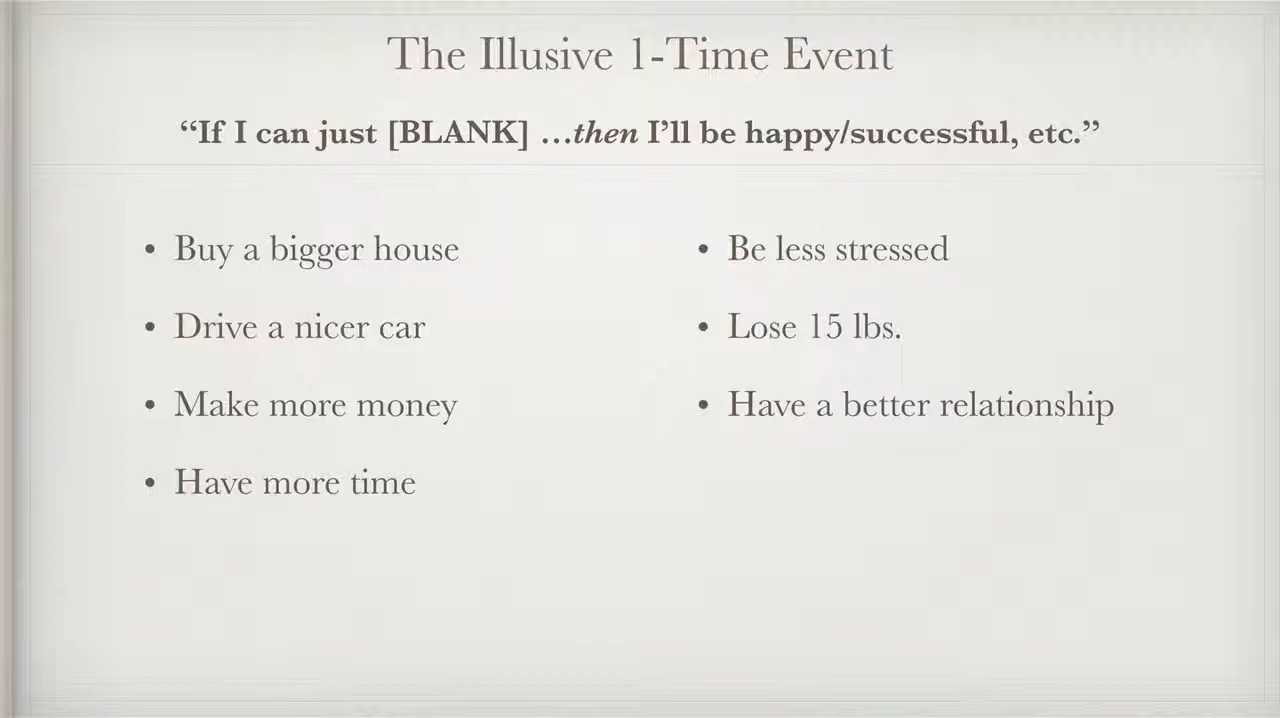 The Illusive 1-Time Event
“If I can just [BLANK] ...then I’ll be happy/successful, etc.”
• Buy a bigger house
• Drive a nicer car
• Make more money
• Have more time
• Be less stressed
• Lose 15 lbs.
• Have a better relationship